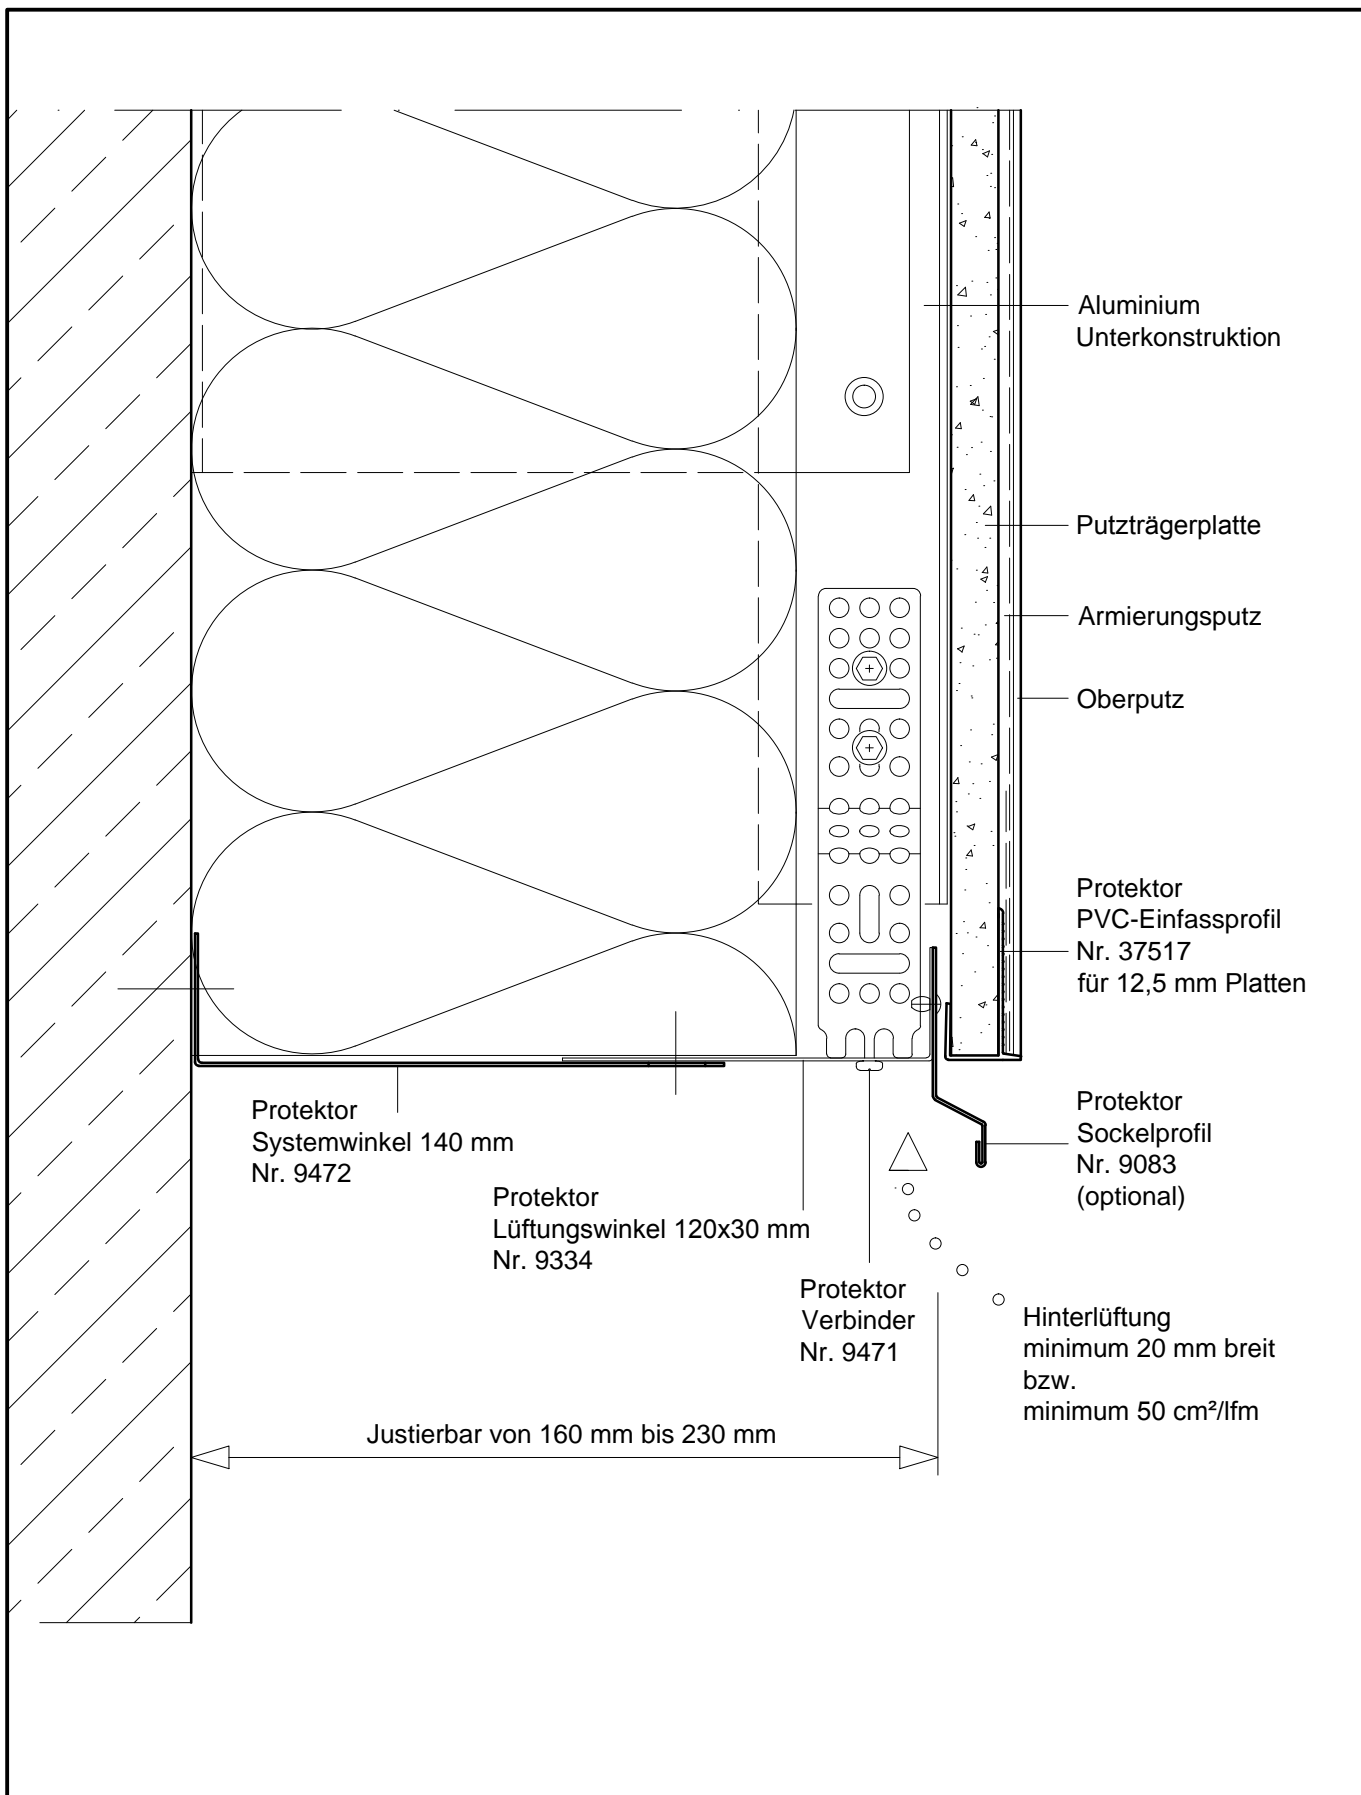 Aluminium
Unterkonstruktion
Putzträgerplatte
Armierungsputz
Oberputz
Protektor
PVC-Einfassprofil
Nr. 37517
für 12,5 mm Platten
Protektor
Systemwinkel 140 mm
Nr. 9472
Protektor
Sockelprofil
Nr. 9083
(optional)
Protektor
Lüftungswinkel 120x30 mm
Nr. 9334
Protektor
Verbinder
Nr. 9471
Hinterlüftung
minimum 20 mm breit
bzw.
minimum 50 cm²/lfm
Justierbar von 160 mm bis 230 mm